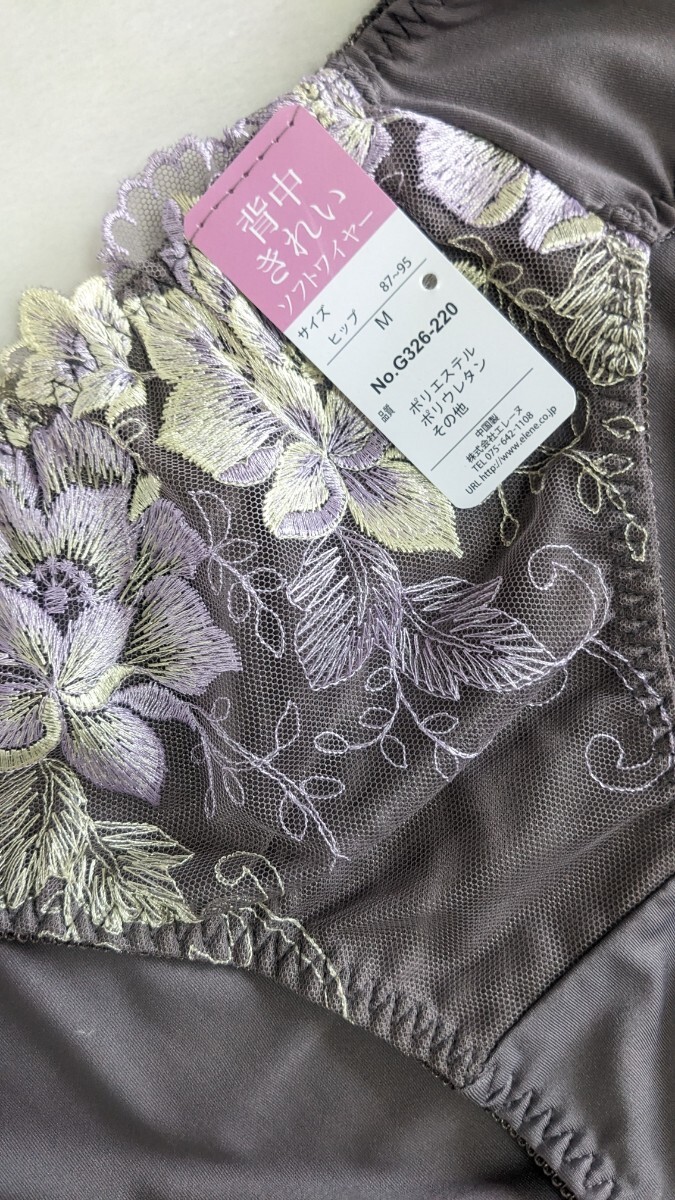 背中
きれい
ソフトワイヤー
サイズ
ヒップ 87~95
M
No.G326-220
品質 ポリエステル
ポリウレタン
その他
中国製
株式会社エレーヌ
TEL 075-642-1108
URL http://www.elene.co.jp